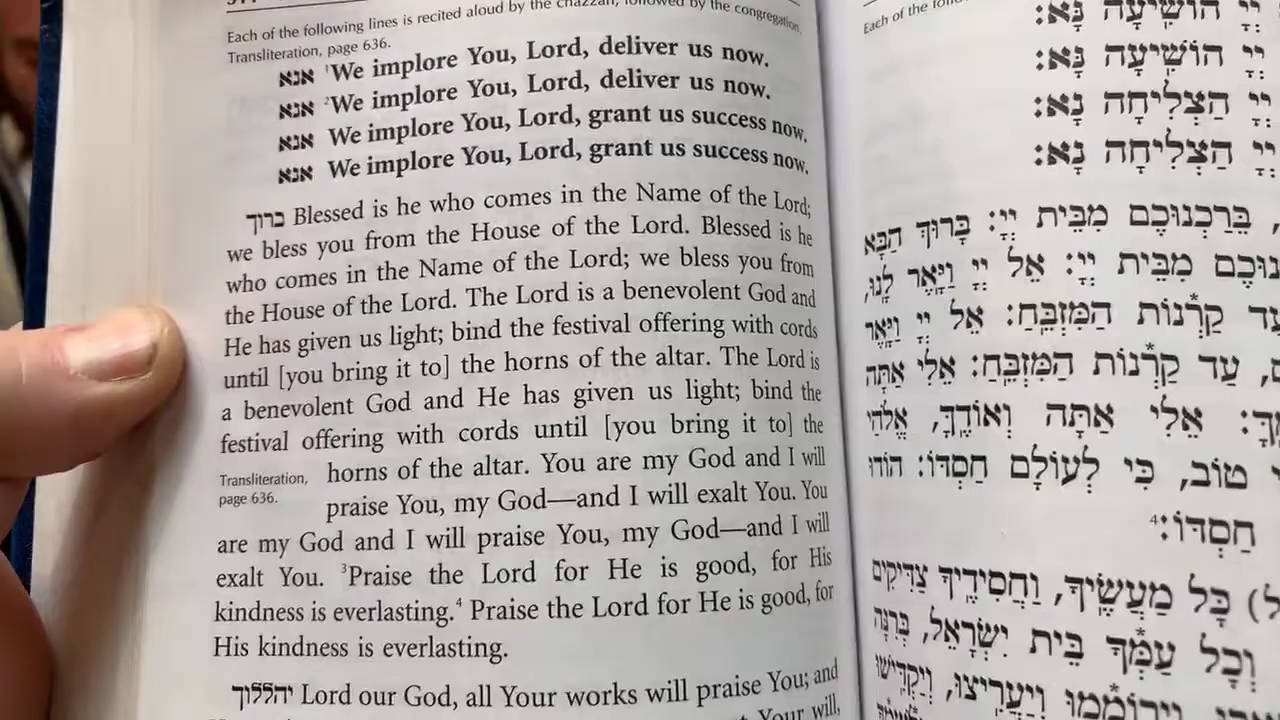 Each of the following lines is recited aloud by the chazzan, followed by the congregation.
Transliteration, page 636.
אנא ¹We implore You, Lord, deliver us now.
אנא ²We implore You, Lord, deliver us now.
אנא We implore You, Lord, grant us success now.
אנא We implore You, Lord, grant us success now.
ברוך Blessed is he who comes in the Name of the Lord;
we bless you from the House of the Lord. Blessed is he
who comes in the Name of the Lord; we bless you from
the House of the Lord. The Lord is a benevolent God and
He has given us light; bind the festival offering with cords
until [you bring it to] the horns of the altar. The Lord is
a benevolent God and He has given us light; bind the
festival offering with cords until [you bring it to] the
Transliteration, page 636.
horns of the altar. You are my God and I will
praise You, my God—and I will exalt You. You
are my God and I will praise You, my God—and I will
exalt You. ³Praise the Lord for He is good, for His
kindness is everlasting.⁴ Praise the Lord for He is good, for
His kindness is everlasting.
יהללוך Lord our God, all Your works will praise You; and
Your will,
Each of the
יְיָ הוֹשִׁיעָה נָּא:
יְיָ הוֹשִׁיעָה נָּא:
יְיָ הַצְלִיחָה נָּא:
יְיָ הַצְלִיחָה נָּא:
בֵּרַכְנוּכֶם מִבֵּית יְיָ: בָּרוּךְ הַבָּא
מִבֵּית יְיָ: אֵל יְיָ וַיָּאֶר לָנוּ,
קַרְנוֹת הַמִּזְבֵּחַ: אֵל יְיָ וַיָּאֶר
עַד קַרְנוֹת הַמִּזְבֵּחַ: אֵלִי אַתָּה
אֵלִי אַתָּה וְאוֹדֶךָּ, אֱלֹהַי
טוֹב, כִּי לְעוֹלָם חַסְדּוֹ: הוֹדוּ
חַסְדּוֹ:⁴
כָּל מַעֲשֶׂיךָ, וַחֲסִידֶיךָ צַדִּיקִים
וְכָל עַמְּךָ בֵּית יִשְׂרָאֵל, בְּרִנָּה
וִירוֹמְמוּ וְיַעֲרִיצוּ, וְיַקְדִּישׁוּ